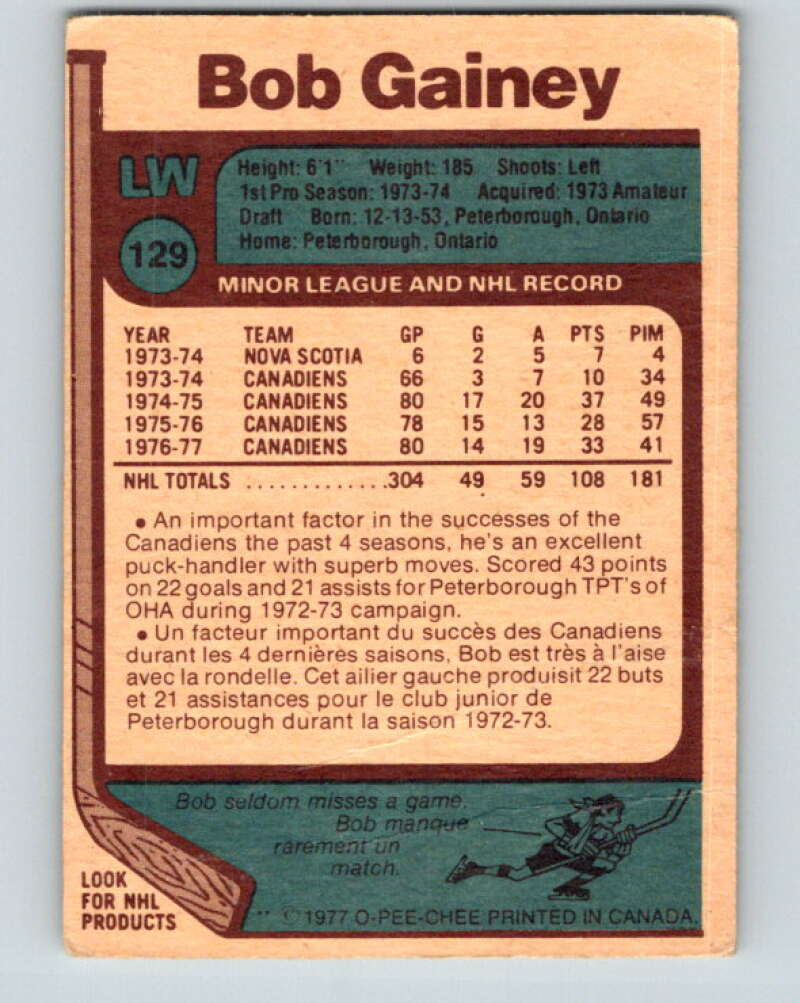 Bob Gainey
LW
129
Height: 6'1" Weight: 185 Shoots: Left
1st Pro Season: 1973-74 Acquired: 1973 Amateur
Draft Born: 12-13-53, Peterborough, Ontario
Home: Peterborough, Ontario
MINOR LEAGUE AND NHL RECORD
YEAR TEAM GP G A PTS PIM
1973-74 NOVA SCOTIA 6 2 5 7 4
1973-74 CANADIENS 66 3 7 10 34
1974-75 CANADIENS 80 17 20 37 49
1975-76 CANADIENS 78 15 13 28 57
1976-77 CANADIENS 80 14 19 33 41
NHL TOTALS .............304 49 59 108 181
• An important factor in the successes of the
Canadiens the past 4 seasons, he's an excellent
puck-handler with superb moves. Scored 43 points
on 22 goals and 21 assists for Peterborough TPT's of
OHA during 1972-73 campaign.
• Un facteur important du succès des Canadiens
durant les 4 dernières saisons, Bob est très à l'aise
avec la rondelle. Cet ailier gauche produisit 22 buts
et 21 assistances pour le club junior de
Peterborough durant la saison 1972-73.
Bob seldom misses a game.
Bob manque
rarement un
match.
LOOK
FOR NHL
PRODUCTS
** © 1977 O-PEE-CHEE PRINTED IN CANADA.